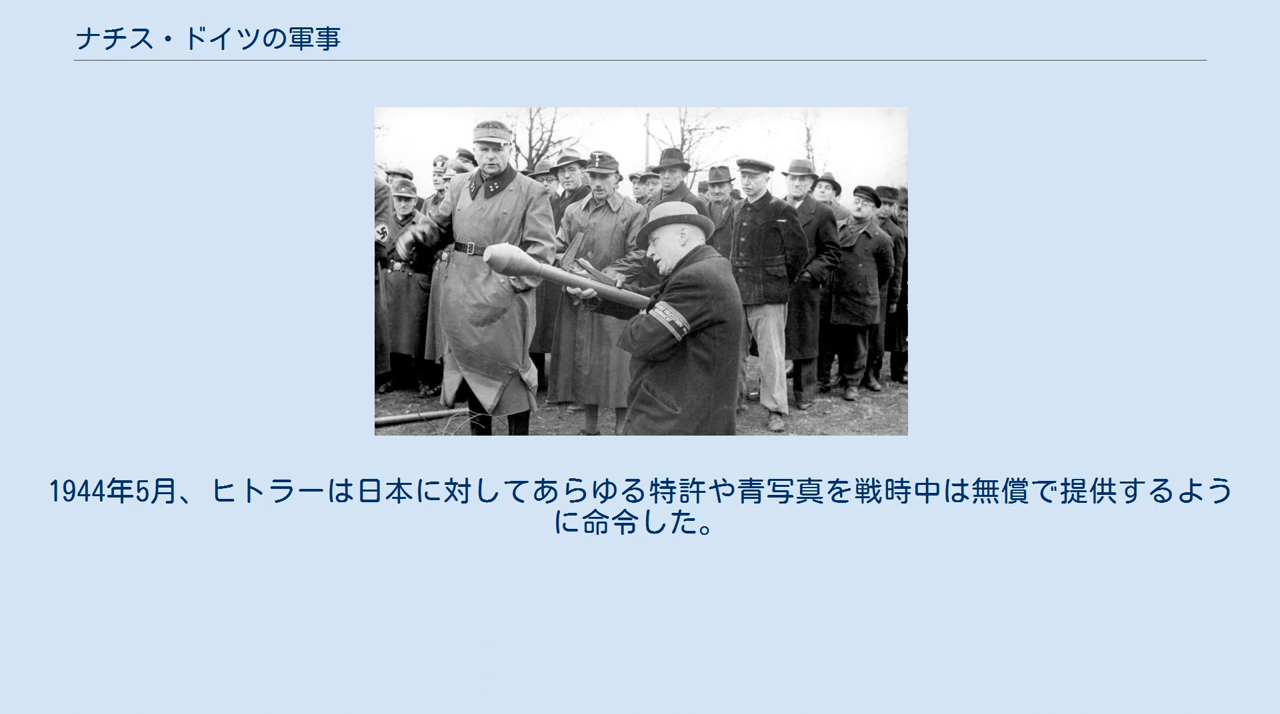 ナチス・ドイツの軍事
1944年5月、ヒトラーは日本に対してあらゆる特許や青写真を戦時中は無償で提供するよう
に命令した。